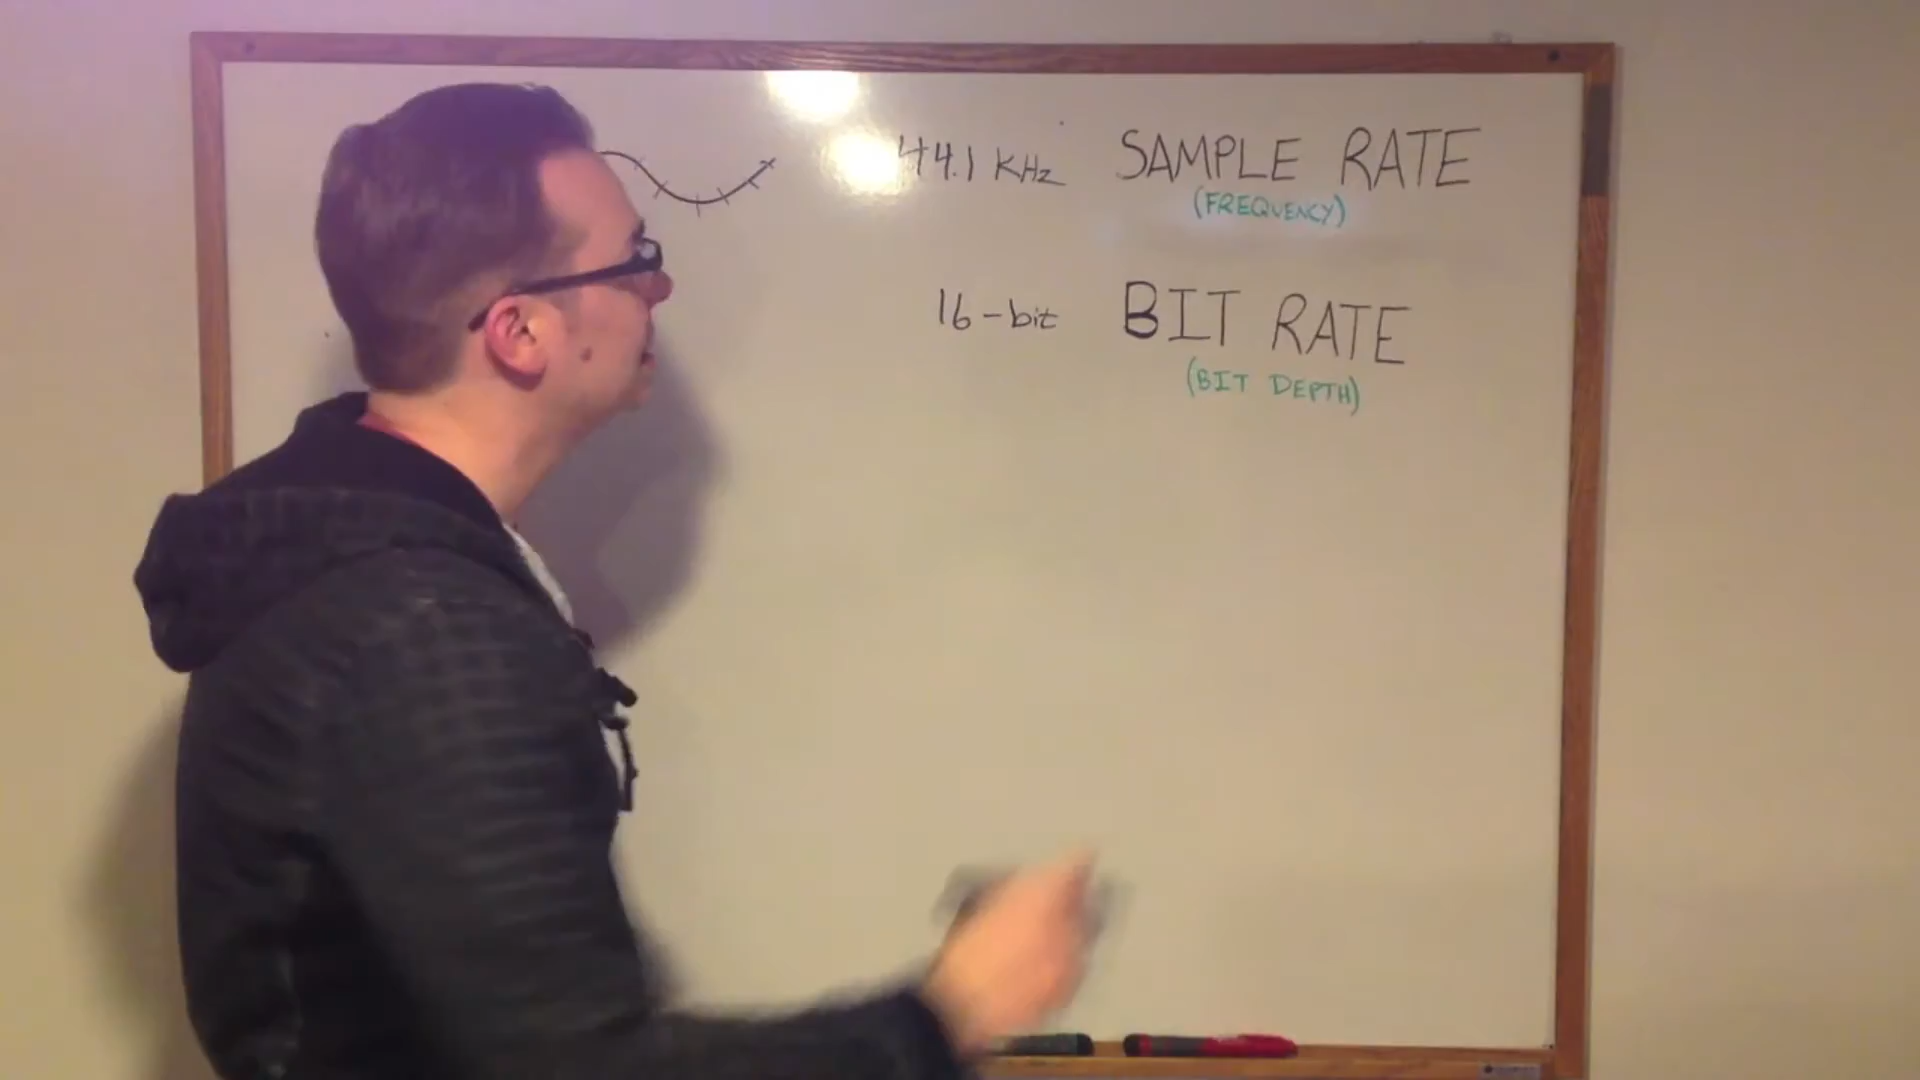 44.1 KHz SAMPLE RATE
(FREQUENCY)
16-bit BIT RATE
(BIT DEPTH)